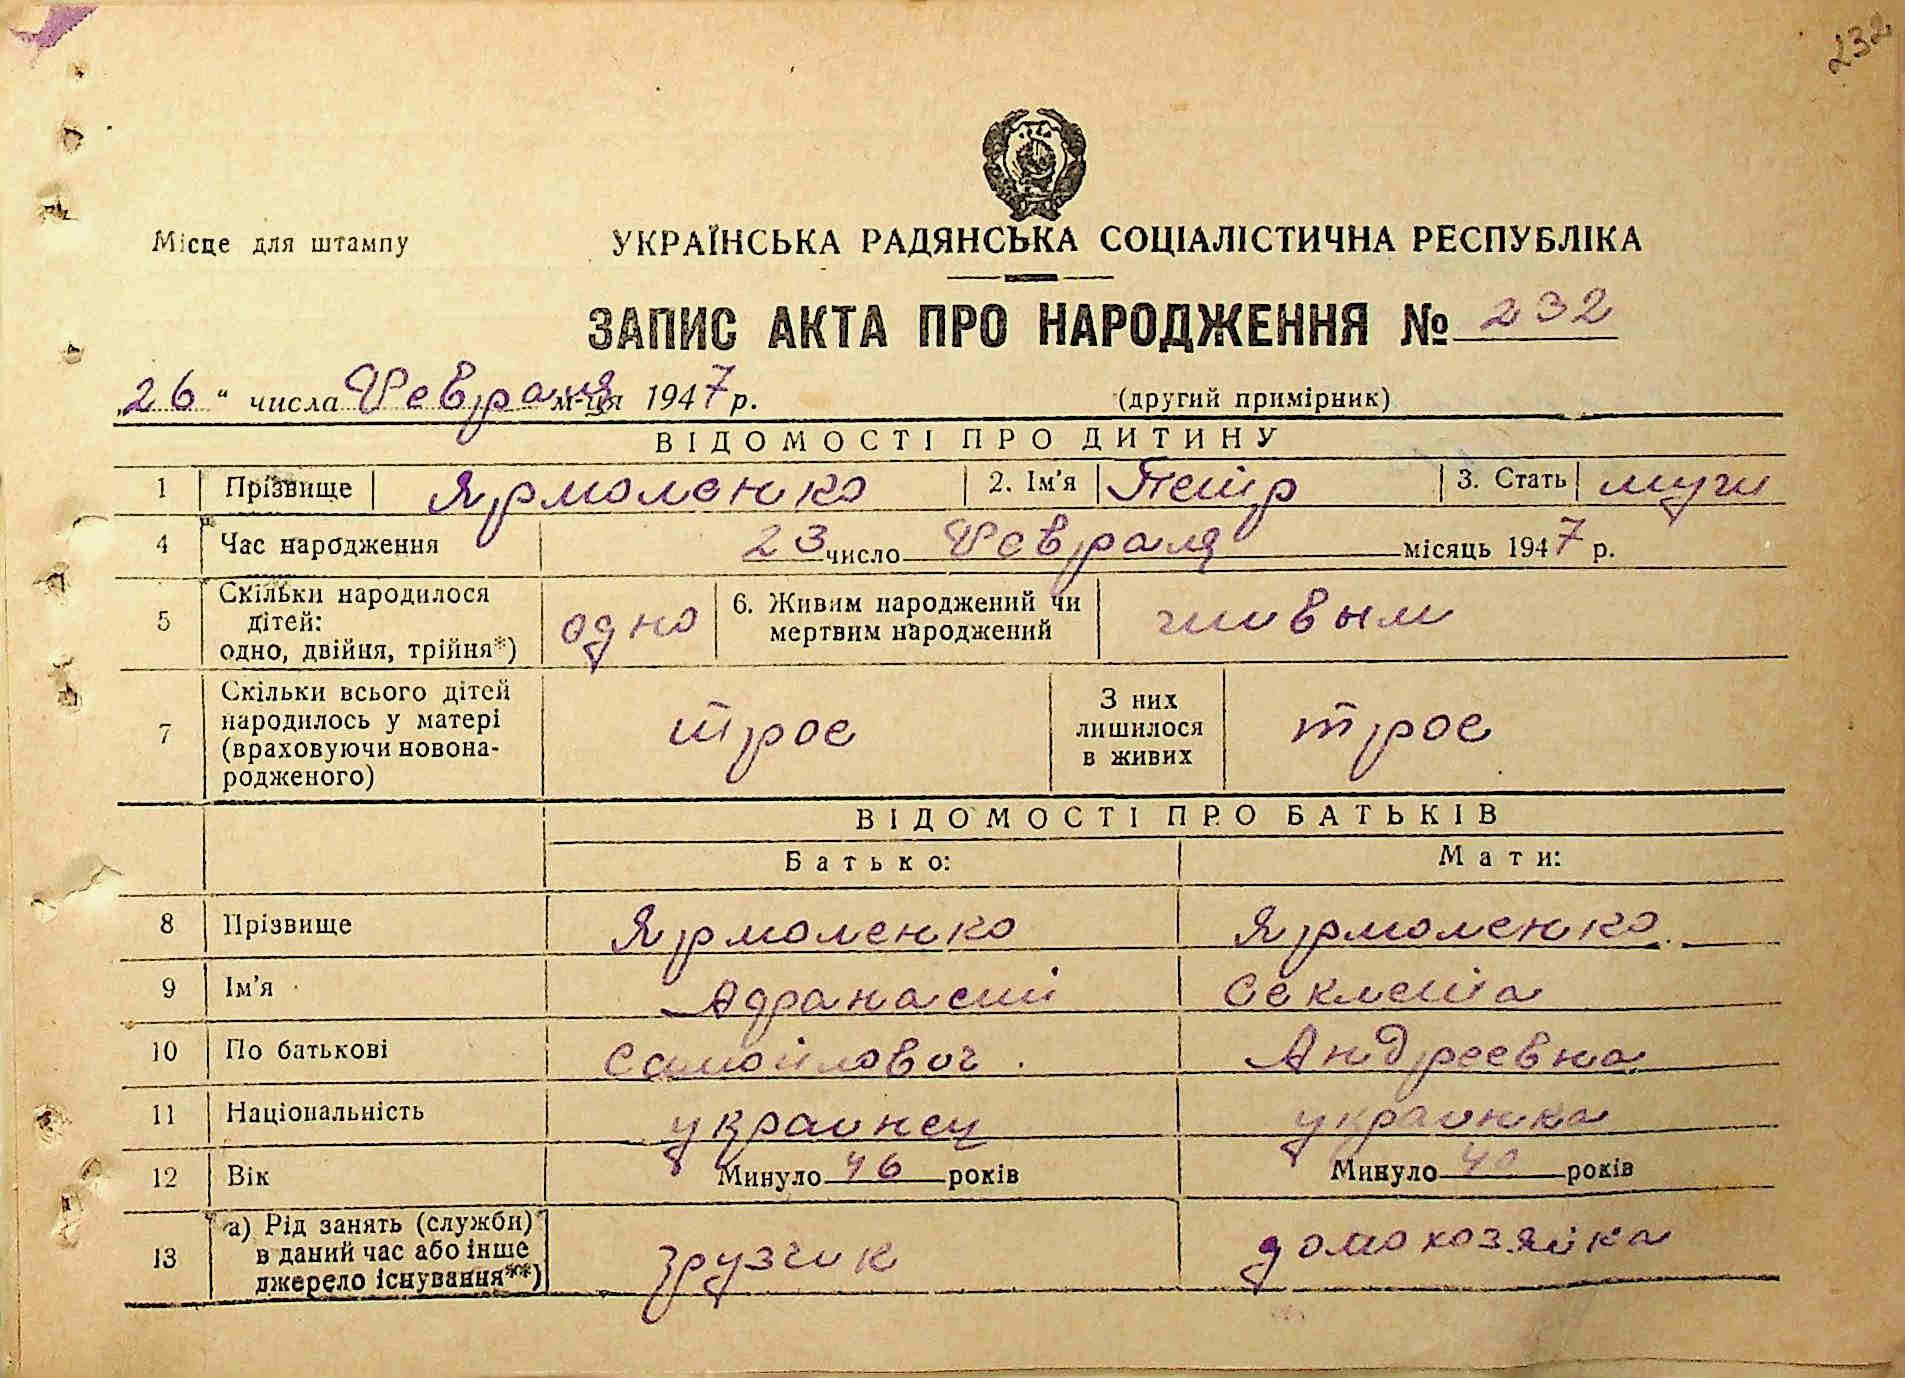 232
Місце для штампу
УКРАЇНСЬКА РАДЯНСЬКА СОЦІАЛІСТИЧНА РЕСПУБЛІКА
ЗАПИС АКТА ПРО НАРОДЖЕННЯ № 232
„26“ числа Февраля м-ця 1947 р. (другий примірник)
ВІДОМОСТІ ПРО ДИТИНУ
1 Прізвище Ярмоленко 2. Ім'я Петр 3. Стать муж
4 Час народження 23 число Февраля місяць 1947 р.
5 Скільки народилося дітей: одно, двійня, трійня*) одно 6. Живим народжений чи мертвим народжений живым
7 Скільки всього дітей народилось у матері (враховуючи новонародженого) трое З них лишилося в живих трое
ВІДОМОСТІ ПРО БАТЬКІВ
Батько: Мати:
8 Прізвище Ярмоленко Ярмоленко
9 Ім'я Афанасий
10 По батькові Самойлович Андреевна
11 Національність украинец украинка
12 Вік Минуло 46 років Минуло 40 років
13 а) Рід занять (служби) в даний час або інше джерело існування**) грузчик домохозяйка